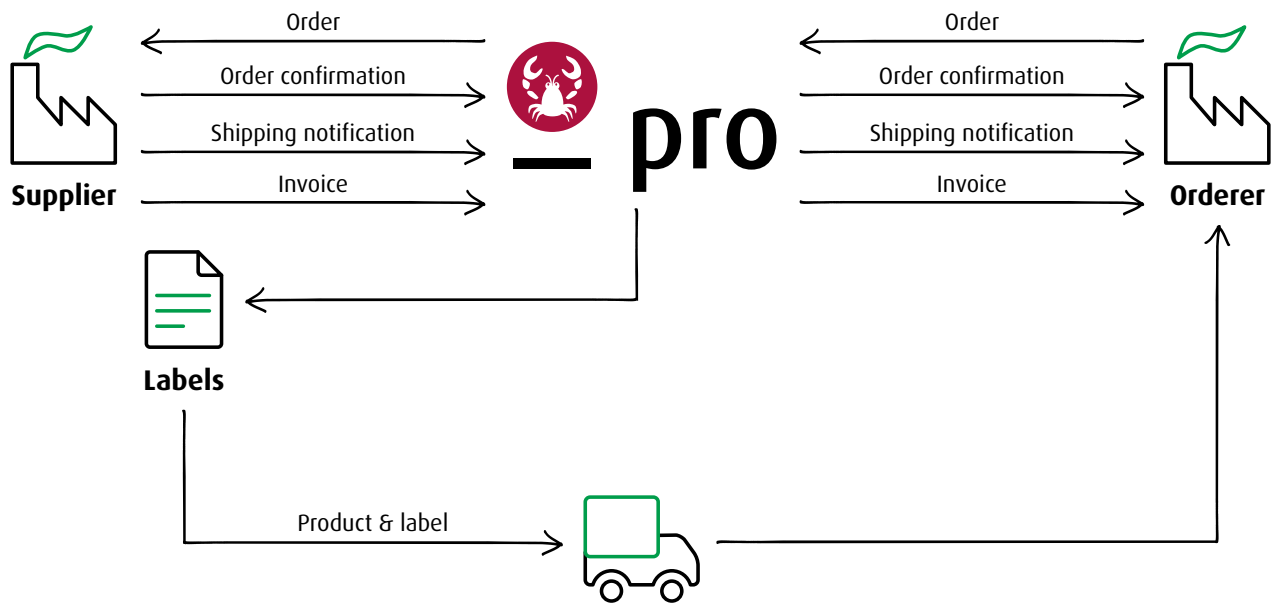 Order
Order
Order confirmation
Order confirmation
Shipping notification
Shipping notification
Invoice
Invoice
_ pro
Supplier
Orderer
Labels
Product & label